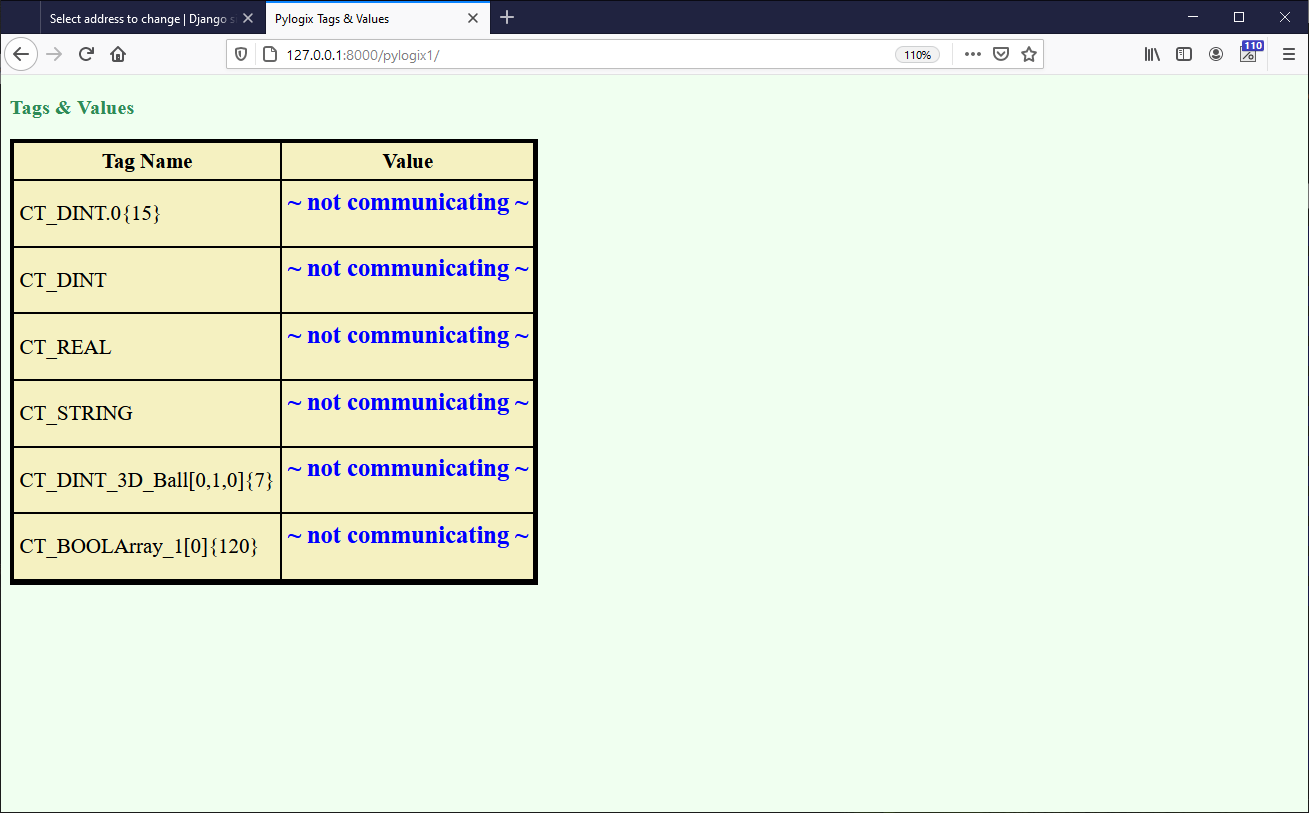 Select address to change | Django s
Pylogix Tags & Values
127.0.0.1:8000/pylogix1/
110%
110
Tags & Values
Tag Name Value
CT_DINT.0{15} ~ not communicating ~
CT_DINT ~ not communicating ~
CT_REAL ~ not communicating ~
CT_STRING ~ not communicating ~
CT_DINT_3D_Ball[0,1,0]{7} ~ not communicating ~
CT_BOOLArray_1[0]{120} ~ not communicating ~